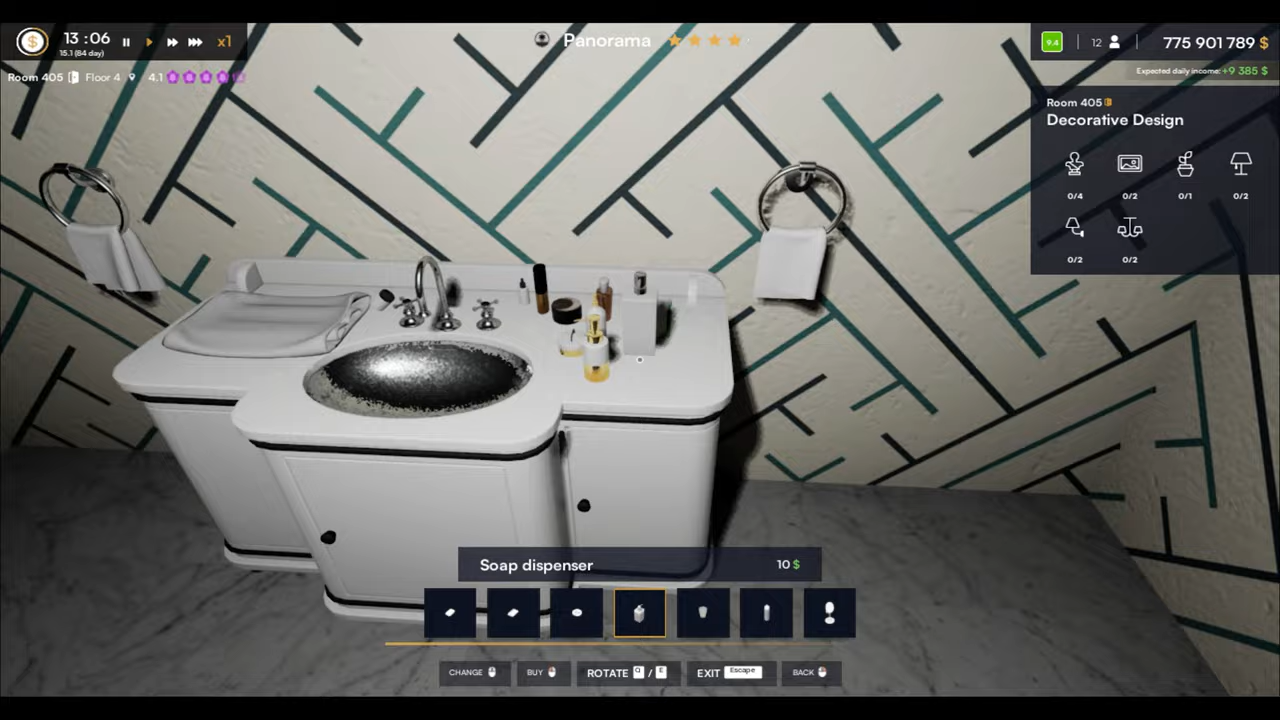 13 : 06
x1
15.1 (84 day)
Room 405 Floor 4 4.1
Panorama
9.4 12 775 901 789 $
Expected daily income: +9 385 $
Room 405
Decorative Design
0/4 0/2 0/1 0/2
0/2 0/2
Soap dispenser 10 $
CHANGE BUY ROTATE Q / E EXIT Escape BACK